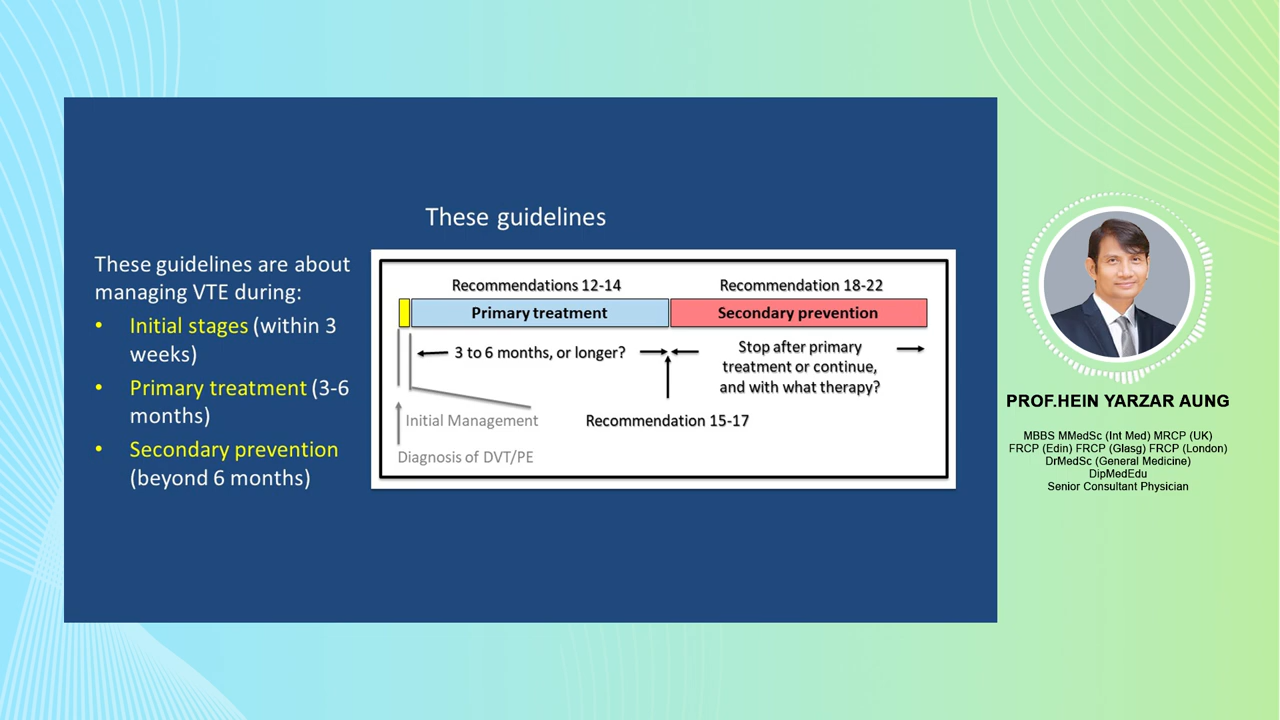 These guidelines
These guidelines are about
managing VTE during:
• Initial stages (within 3
weeks)
• Primary treatment (3-6
months)
• Secondary prevention
(beyond 6 months)
Recommendations 12-14
Recommendation 18-22
Primary treatment
Secondary prevention
3 to 6 months, or longer?
Stop after primary
treatment or continue,
and with what therapy?
Initial Management
Recommendation 15-17
Diagnosis of DVT/PE
PROF.HEIN YARZAR AUNG
MBBS MMedSc (Int Med) MRCP (UK)
FRCP (Edin) FRCP (Glasg) FRCP (London)
DrMedSc (General Medicine)
DipMedEdu
Senior Consultant Physician